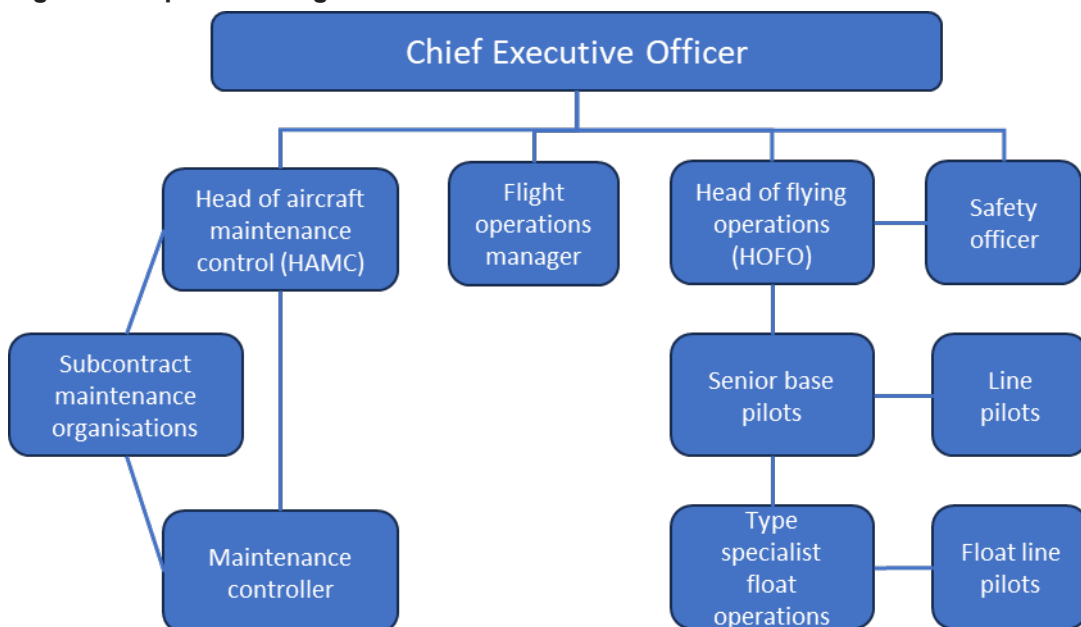 Chief Executive Officer
Head of aircraft
maintenance
control (HAMC)
Flight
operations
manager
Head of flying
operations
(HOFO)
Safety
officer
Subcontract
maintenance
organisations
Senior base
pilots
Line
pilots
Maintenance
controller
Type
specialist
float
operations
Float line
pilots